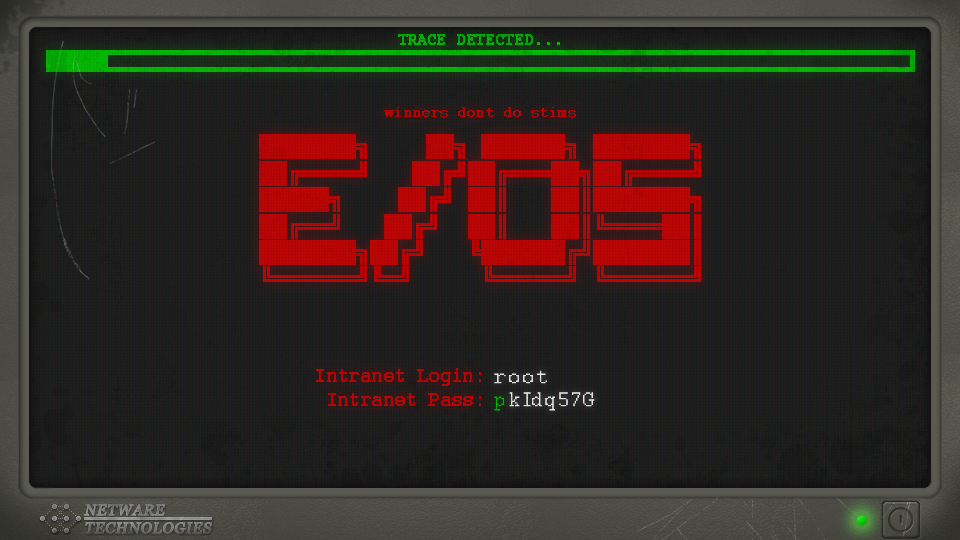 TRACE DETECTED...
winners dont do stims
E/OS
Intranet Login: root
Intranet Pass: pkIdq57G
NETWARE
TECHNOLOGIES